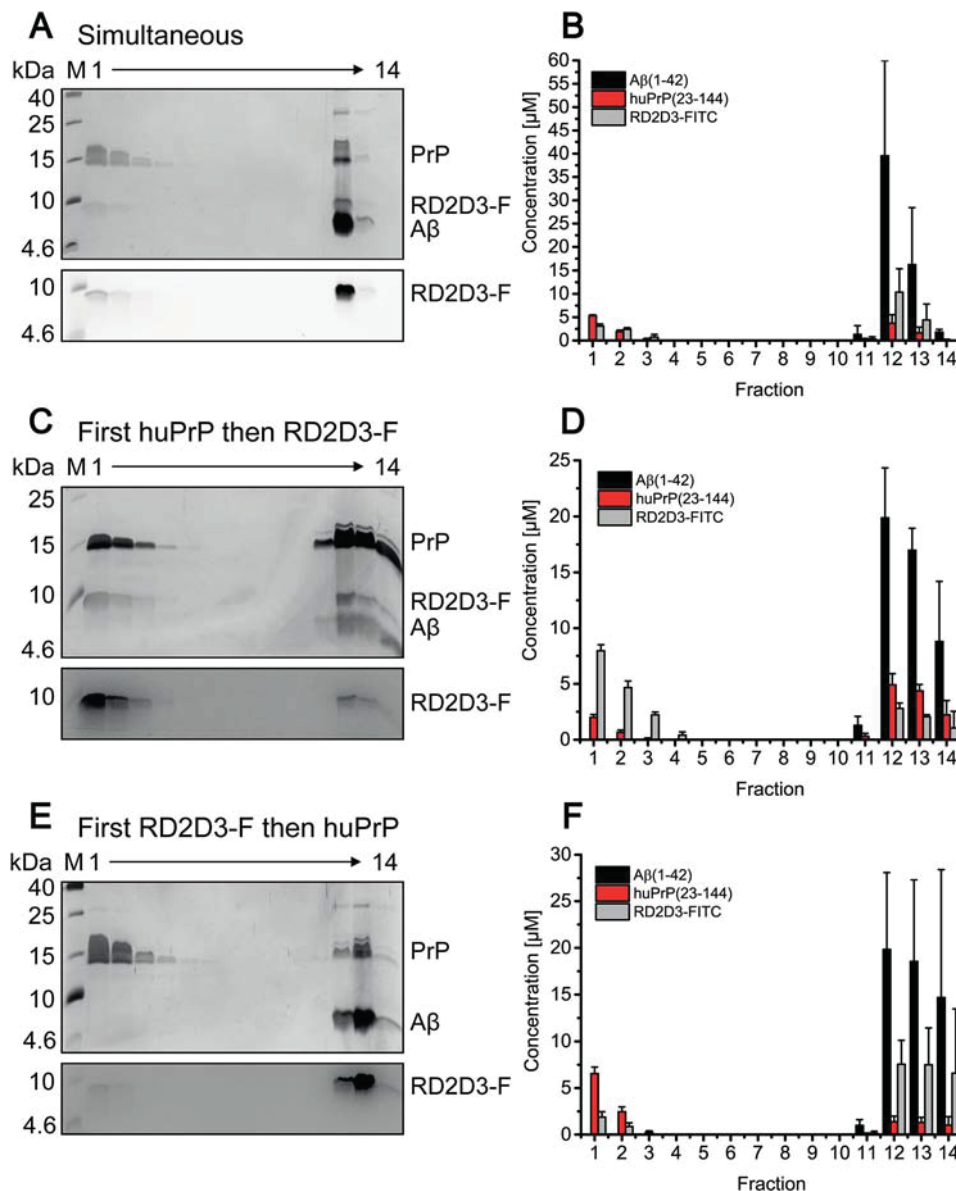 A Simultaneous
kDa M 1 14
40
25
15
10
4.6
PrP
RD2D3-F
Aβ
10
4.6
RD2D3-F
B
Concentration [µM]
60
55
50
45
40
35
30
25
20
15
10
5
0
Aβ(1-42)
huPrP(23-144)
RD2D3-FITC
1 2 3 4 5 6 7 8 9 10 11 12 13 14
Fraction
C First huPrP then RD2D3-F
kDa M 1 14
25
15
10
4.6
PrP
RD2D3-F
Aβ
10
RD2D3-F
D
Concentration [µM]
25
20
15
10
5
0
Aβ(1-42)
huPrP(23-144)
RD2D3-FITC
1 2 3 4 5 6 7 8 9 10 11 12 13 14
Fraction
E First RD2D3-F then huPrP
kDa M 1 14
40
25
15
10
4.6
PrP
Aβ
10
4.6
RD2D3-F
F
Concentration [µM]
30
25
20
15
10
5
0
Aβ(1-42)
huPrP(23-144)
RD2D3-FITC
1 2 3 4 5 6 7 8 9 10 11 12 13 14
Fraction